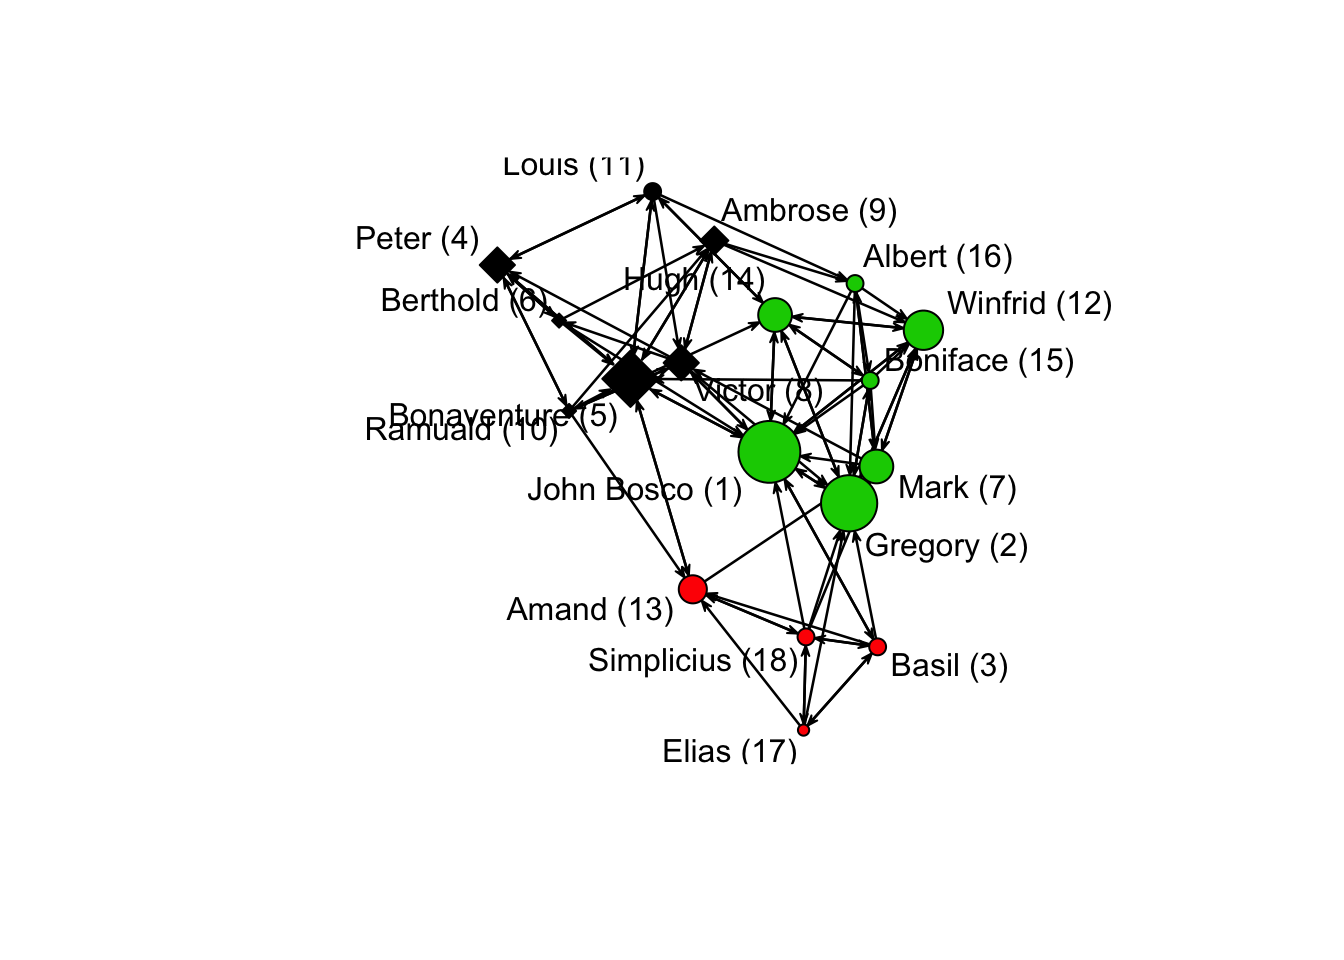 Louis (11)
Ambrose (9)
Peter (4)
Albert (16)
Hugh (14)
Berthold (6)
Winfrid (12)
Boniface (15)
Victor (8)
Bonaventure (5)
Ramuald (10)
John Bosco (1)
Mark (7)
Gregory (2)
Amand (13)
Simplicius (18)
Basil (3)
Elias (17)